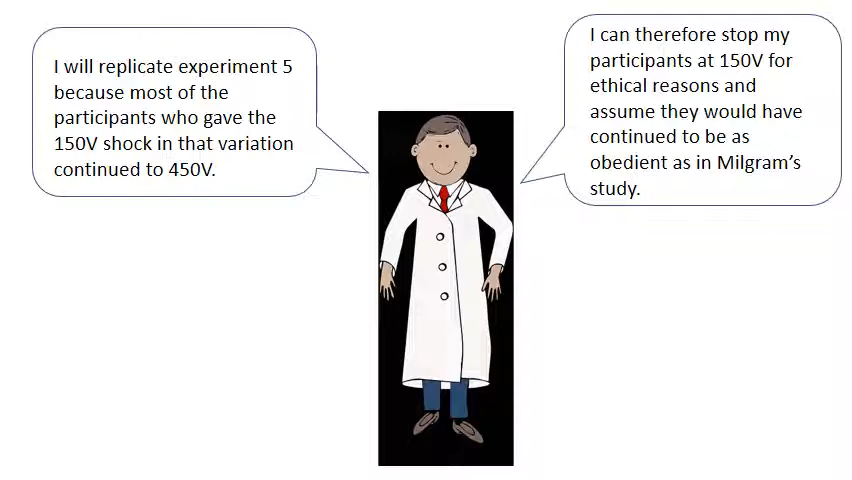 I will replicate experiment 5
because most of the
participants who gave the
150V shock in that variation
continued to 450V.
I can therefore stop my
participants at 150V for
ethical reasons and
assume they would have
continued to be as
obedient as in Milgram’s
study.